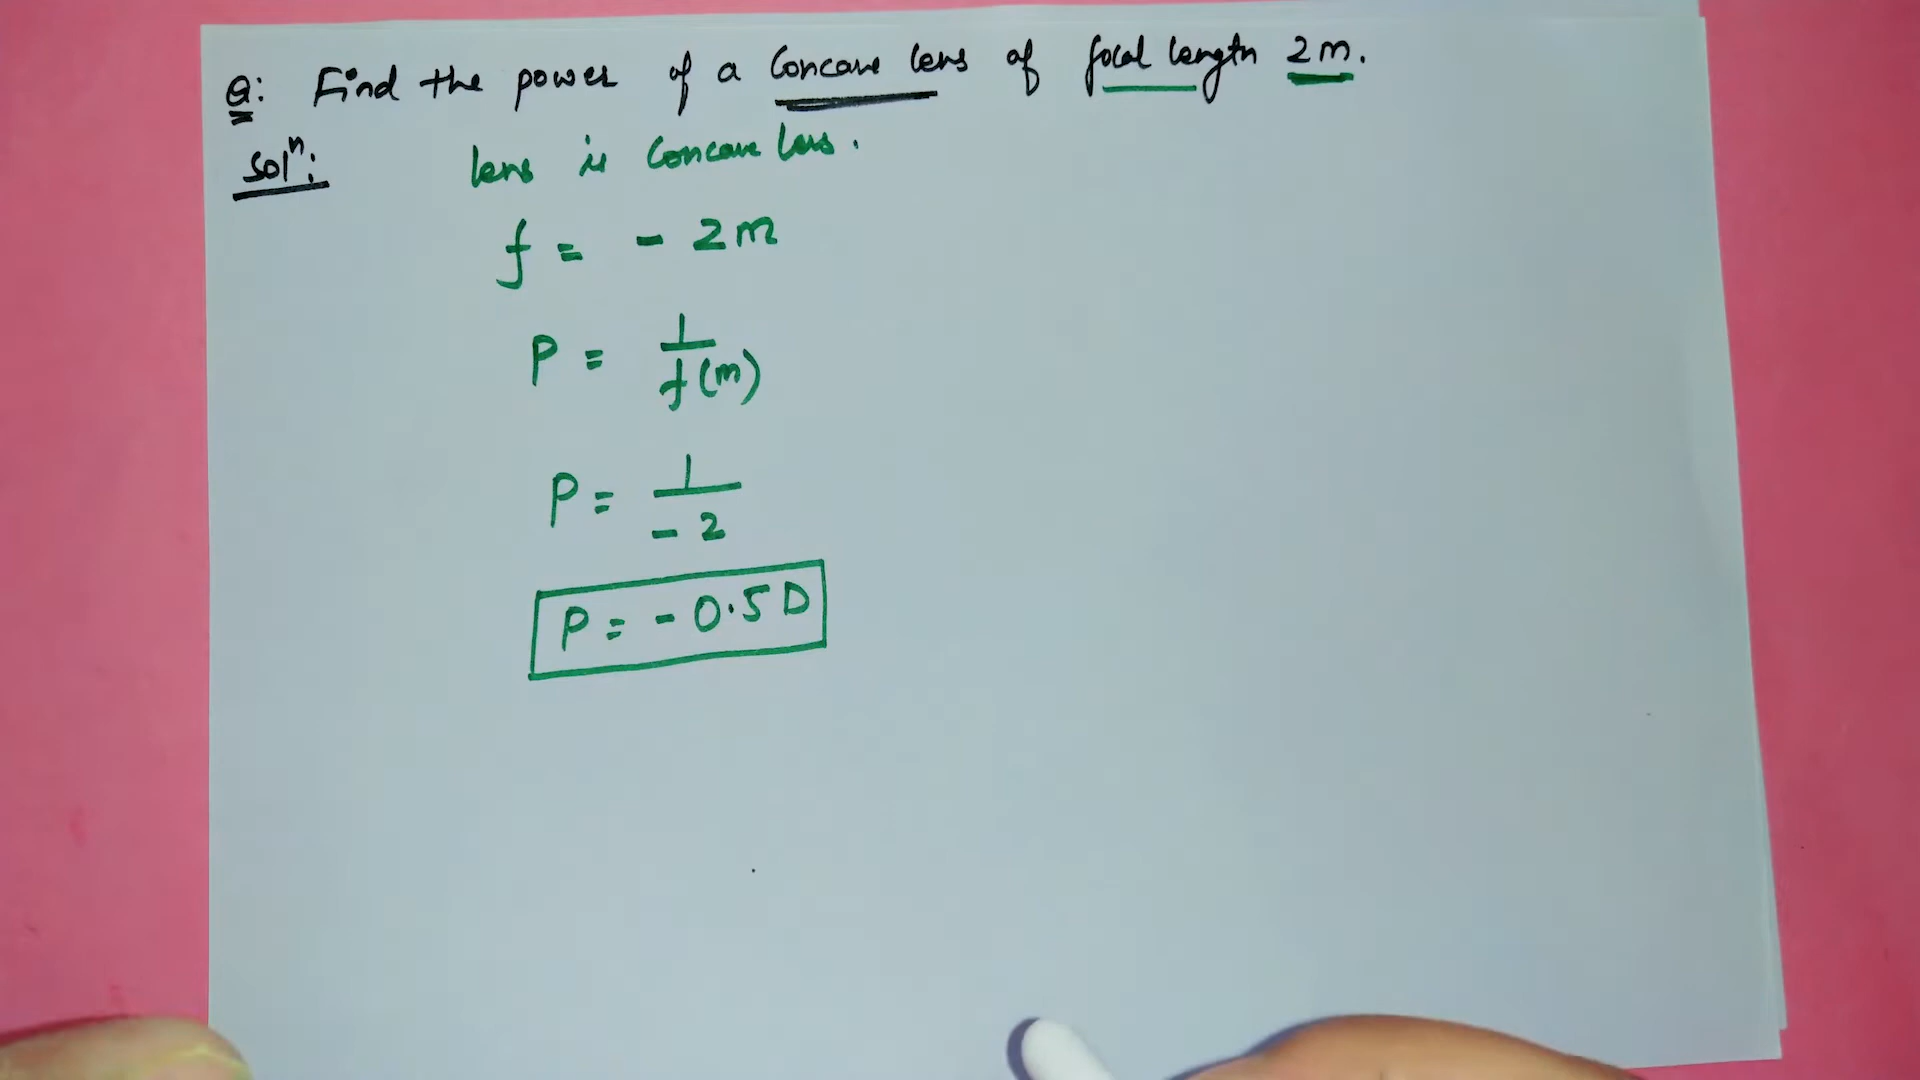 Q: Find the power of a Concave lens of focal length 2m.
Solⁿ: lens is Concave lens.
f = - 2m
P = 1/f(m)
P = 1/-2
P = - 0.5 D